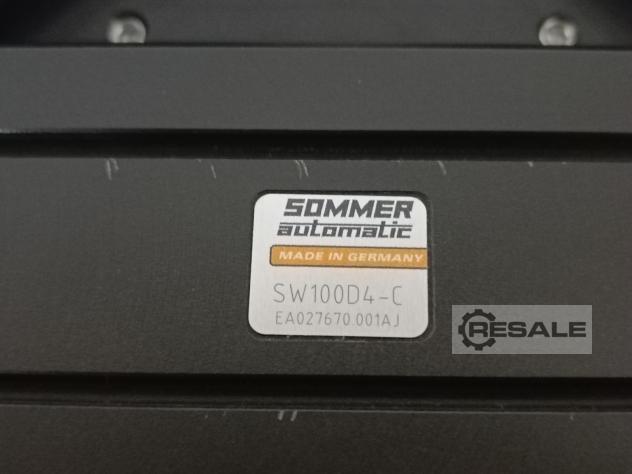 SOMMER
automatic
MADE IN GERMANY
SW100D4-C
EA027670.001AJ
RESALE